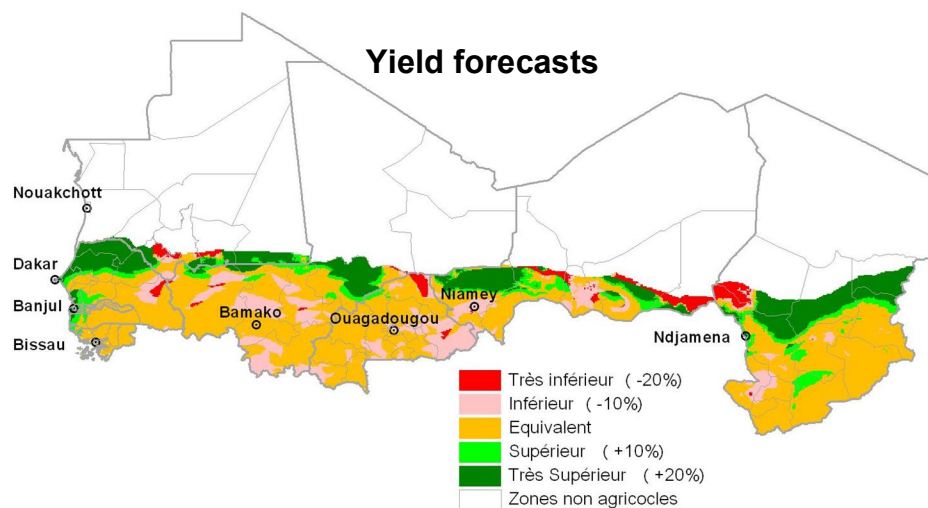 Yield forecasts
Nouakchott
Dakar
Banjul
Bissau
Bamako
Ouagadougou
Niamey
Ndjamena
Très inférieur ( -20%)
Inférieur ( -10%)
Equivalent
Supérieur ( +10%)
Très Supérieur ( +20%)
Zones non agricocles